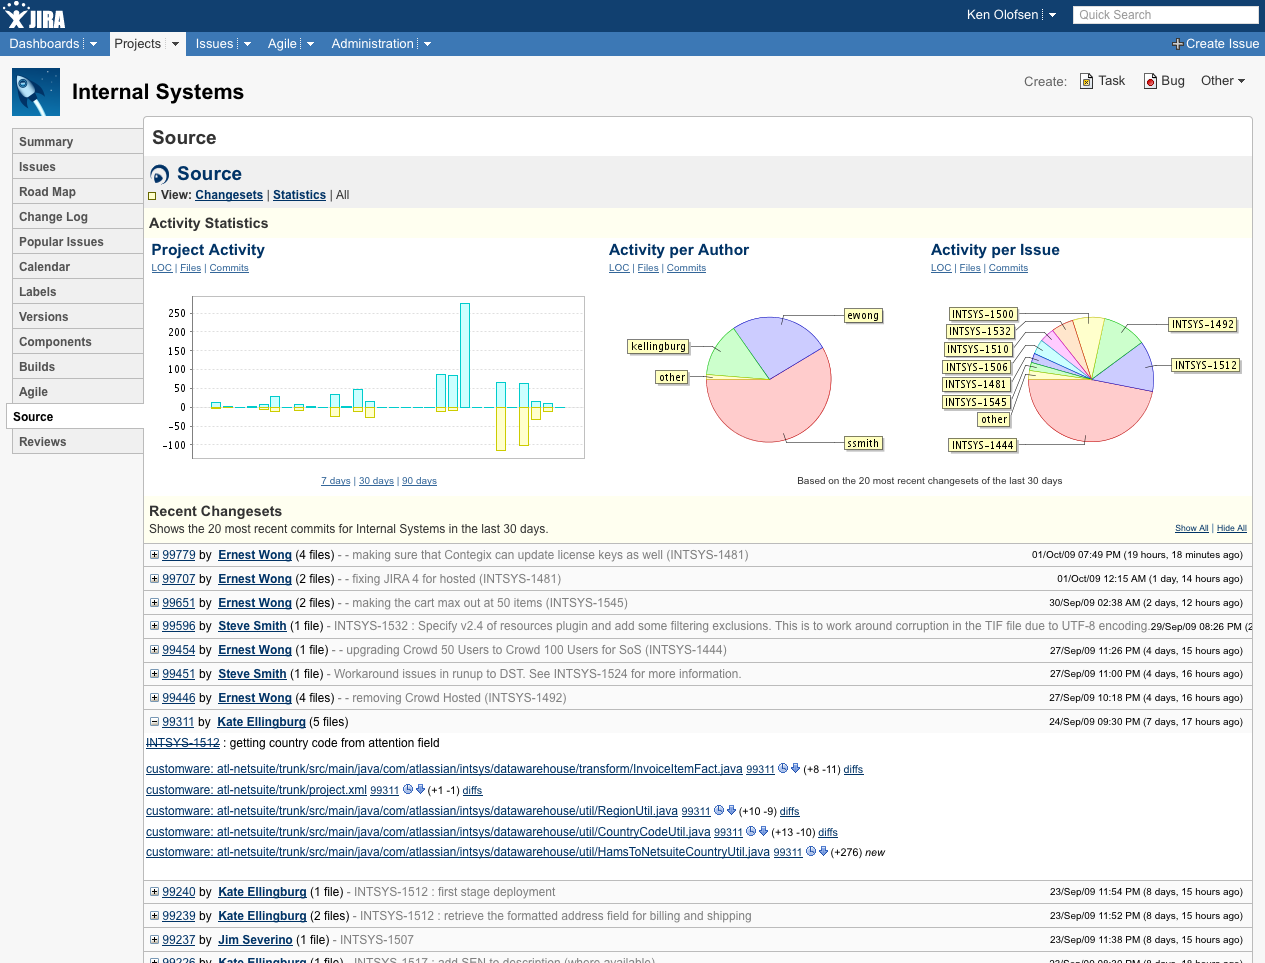 JIRA
Ken Olofsen
Quick Search
Dashboards Projects Issues Agile Administration
Create Issue
Internal Systems
Create: Task Bug Other
Summary
Issues
Road Map
Change Log
Popular Issues
Calendar
Labels
Versions
Components
Builds
Agile
Source
Reviews
Source
Source
View: Changesets | Statistics | All
Activity Statistics
Project Activity
LOC | Files | Commits
250
200
150
100
50
0
-50
-100
7 days | 30 days | 90 days
Activity per Author
LOC | Files | Commits
ewong
kellingburg
other
ssmith
Activity per Issue
LOC | Files | Commits
INTSYS-1500
INTSYS-1532
INTSYS-1510
INTSYS-1506
INTSYS-1481
INTSYS-1545
other
INTSYS-1444
INTSYS-1492
INTSYS-1512
Based on the 20 most recent changesets of the last 30 days
Recent Changesets
Shows the 20 most recent commits for Internal Systems in the last 30 days.
Show All | Hide All
99779 by Ernest Wong (4 files) - - making sure that Contegix can update license keys as well (INTSYS-1481) 01/Oct/09 07:49 PM (19 hours, 18 minutes ago)
99707 by Ernest Wong (2 files) - - fixing JIRA 4 for hosted (INTSYS-1481) 01/Oct/09 12:15 AM (1 day, 14 hours ago)
99651 by Ernest Wong (2 files) - - making the cart max out at 50 items (INTSYS-1545) 30/Sep/09 02:38 AM (2 days, 12 hours ago)
99596 by Steve Smith (1 file) - INTSYS-1532 : Specify v2.4 of resources plugin and add some filtering exclusions. This is to work around corruption in the TIF file due to UTF-8 encoding. 29/Sep/09 08:26 PM (2
99454 by Ernest Wong (1 file) - - upgrading Crowd 50 Users to Crowd 100 Users for SoS (INTSYS-1444) 27/Sep/09 11:26 PM (4 days, 15 hours ago)
99451 by Steve Smith (1 file) - Workaround issues in runup to DST. See INTSYS-1524 for more information. 27/Sep/09 11:00 PM (4 days, 16 hours ago)
99446 by Ernest Wong (4 files) - - removing Crowd Hosted (INTSYS-1492) 27/Sep/09 10:18 PM (4 days, 16 hours ago)
99311 by Kate Ellingburg (5 files) 24/Sep/09 09:30 PM (7 days, 17 hours ago)
INTSYS-1512 : getting country code from attention field
customware: atl-netsuite/trunk/src/main/java/com/atlassian/intsys/datawarehouse/transform/InvoiceItemFact.java 99311 (+8 -11) diffs
customware: atl-netsuite/trunk/project.xml 99311 (+1 -1) diffs
customware: atl-netsuite/trunk/src/main/java/com/atlassian/intsys/datawarehouse/util/RegionUtil.java 99311 (+10 -9) diffs
customware: atl-netsuite/trunk/src/main/java/com/atlassian/intsys/datawarehouse/util/CountryCodeUtil.java 99311 (+13 -10) diffs
customware: atl-netsuite/trunk/src/main/java/com/atlassian/intsys/datawarehouse/util/HamsToNetsuiteCountryUtil.java 99311 (+276) new
99240 by Kate Ellingburg (1 file) - INTSYS-1512 : first stage deployment 23/Sep/09 11:54 PM (8 days, 15 hours ago)
99239 by Kate Ellingburg (2 files) - INTSYS-1512 : retrieve the formatted address field for billing and shipping 23/Sep/09 11:52 PM (8 days, 15 hours ago)
99237 by Jim Severino (1 file) - INTSYS-1507 23/Sep/09 11:38 PM (8 days, 15 hours ago)
99226 by Kate Ellingburg (1 file) - INTSYS-1517 : add SEN to description (where available)